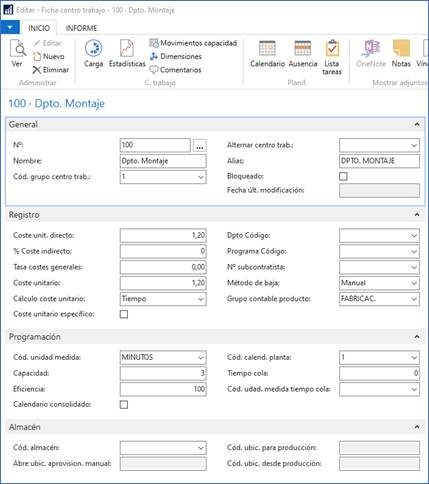 Editar - Ficha centro trabajo - 100 · Dpto. Montaje
INICIO INFORME
Ver
Editar
Nuevo
Eliminar
Administrar
Carga
Estadísticas
Movimientos capacidad
Dimensiones
Comentarios
C. trabajo
Calendario
Ausencia
Lista tareas
Planif.
OneNote
Notas
Mostrar adjuntos
100 · Dpto. Montaje
General
Nº: 100 ...
Nombre: Dpto. Montaje
Cód. grupo centro trab.: 1
Alternar centro trab.:
Alias: DPTO. MONTAJE
Bloqueado:
Fecha últ. modificación:
Registro
Coste unit. directo: 1,20
% Coste indirecto: 0
Tasa costes generales: 0,00
Coste unitario: 1,20
Cálculo coste unitario: Tiempo
Coste unitario específico:
Dpto Código:
Programa Código:
Nº subcontratista:
Método de baja: Manual
Grupo contable producto: FABRICAC.
Programación
Cód. unidad medida: MINUTOS
Capacidad: 3
Eficiencia: 100
Calendario consolidado:
Cód. calend. planta: 1
Tiempo cola: 0
Cód. udad. medida tiempo cola:
Almacén
Cód. almacén:
Abre ubic. aprovision. manual:
Cód. ubic. para producción:
Cód. ubic. desde producción: